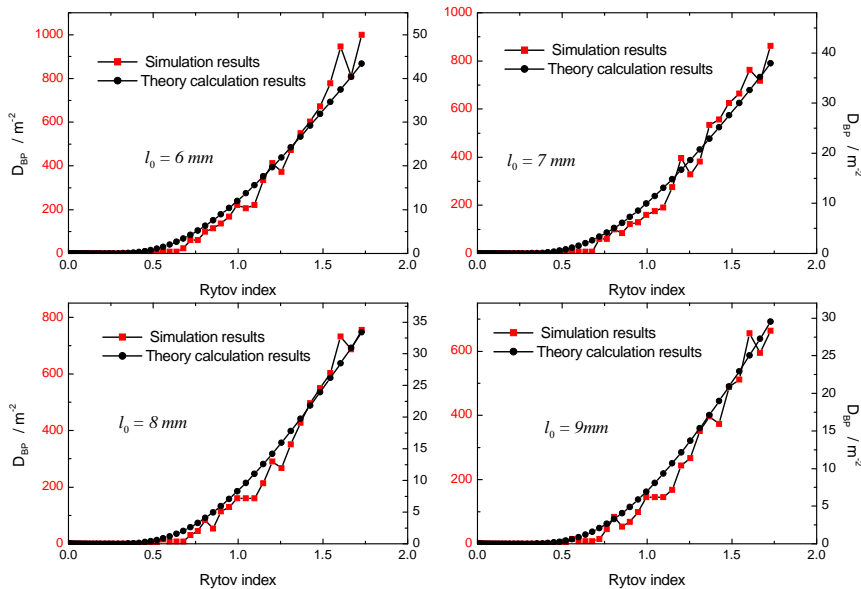 1000
800
600
400
200
0
D_BP / m⁻²
50
40
30
20
10
0
Simulation results
Theory calculation results
l₀ = 6 mm
0.0 0.5 1.0 1.5 2.0
Rytov index
1000
800
600
400
200
0
40
30
20
10
0
D_BP / m⁻²
Simulation results
Theory calculation results
l₀ = 7 mm
0.0 0.5 1.0 1.5 2.0
Rytov index
800
600
400
200
0
D_BP / m⁻²
35
30
25
20
15
10
5
0
Simulation results
Theory calculation results
l₀ = 8 mm
0.0 0.5 1.0 1.5 2.0
Rytov index
600
400
200
0
30
25
20
15
10
5
0
D_BP / m⁻²
Simulation results
Theory calculation results
l₀ = 9mm
0.0 0.5 1.0 1.5 2.0
Rytov index